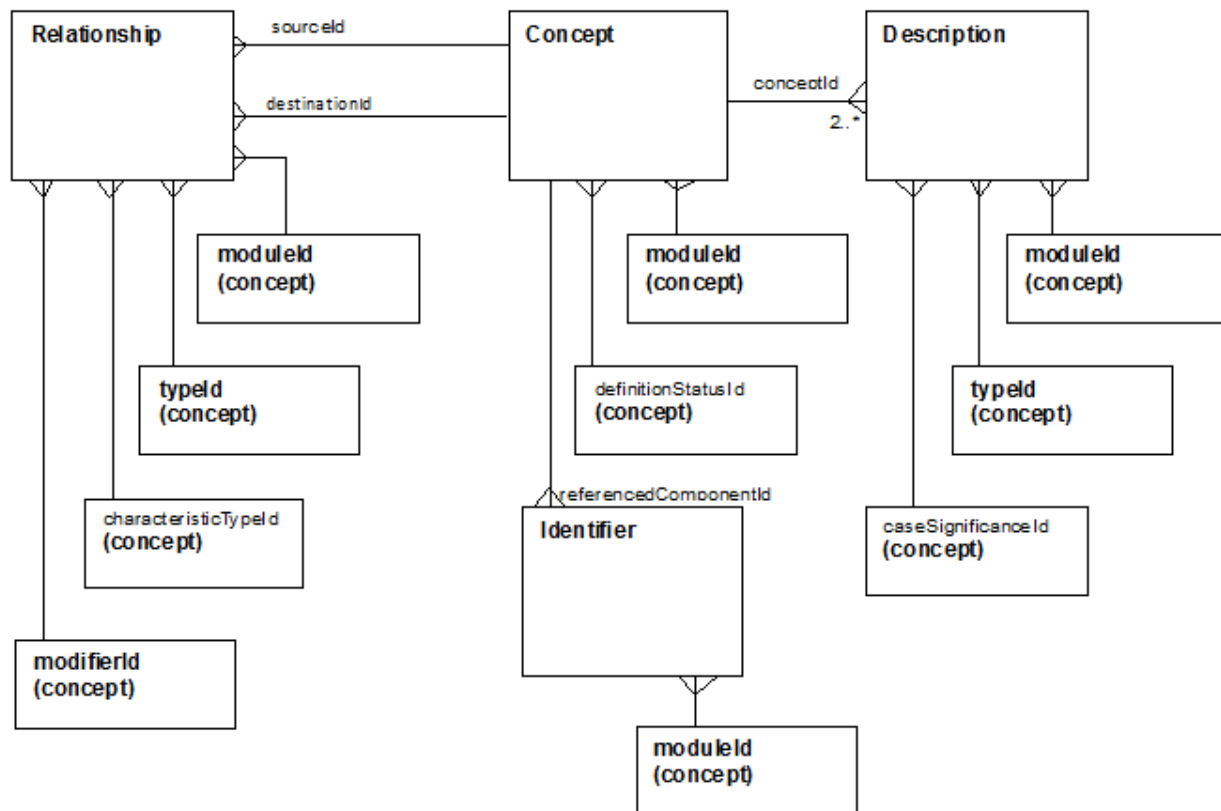 Relationship
sourceId
Concept
Description
conceptId
destinationId
2..*
moduleId
(concept)
moduleId
(concept)
moduleId
(concept)
typeId
(concept)
definitionStatusId
(concept)
typeId
(concept)
characteristicTypeId
(concept)
referencedComponentId
Identifier
caseSignificanceId
(concept)
modifierId
(concept)
moduleId
(concept)